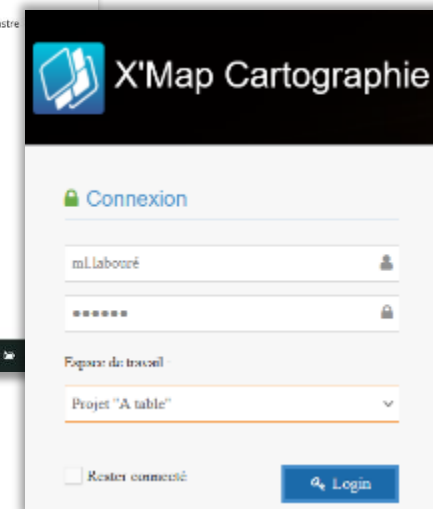 X'Map Cartographie
Connexion
ml.labouré
******
Espace de travail :
Projet "A table"
Rester connecté
Login